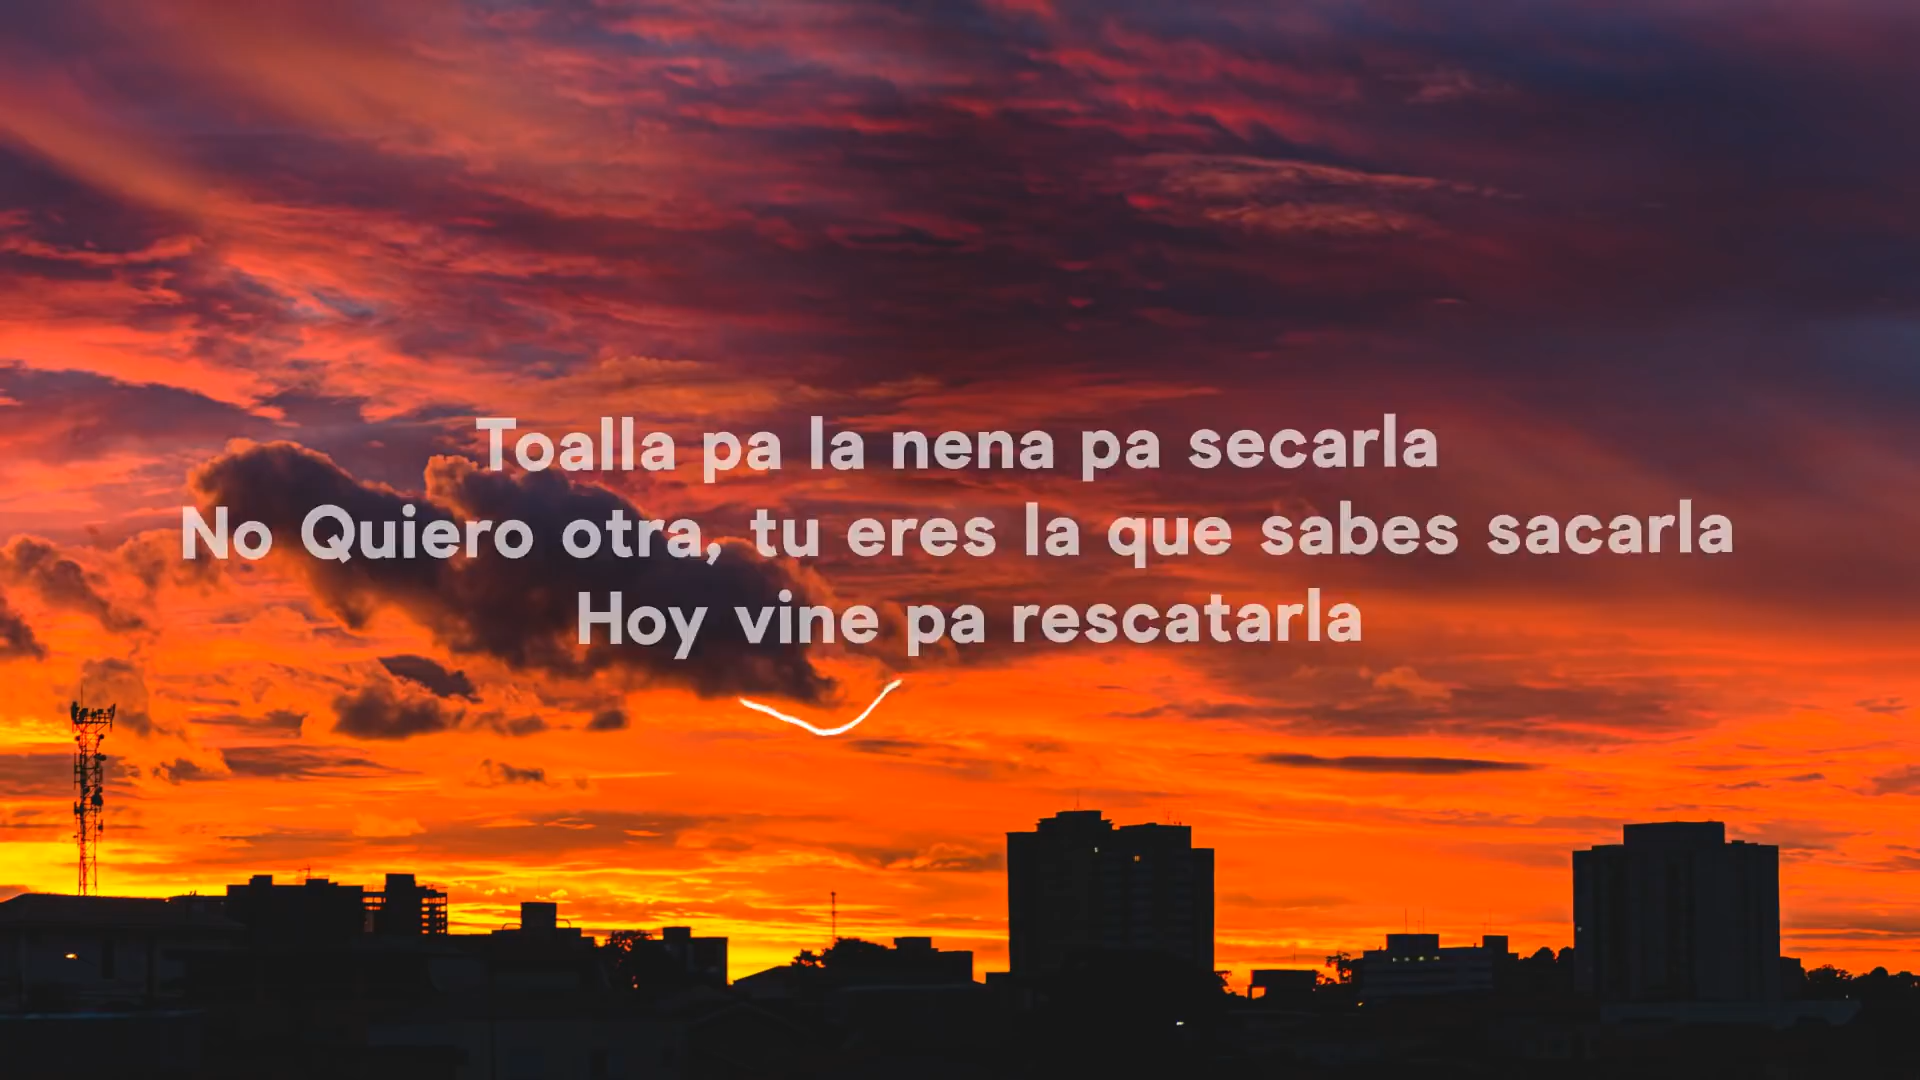 Toalla pa la nena pa secarla
No Quiero otra, tu eres la que sabes sacarla
Hoy vine pa rescatarla